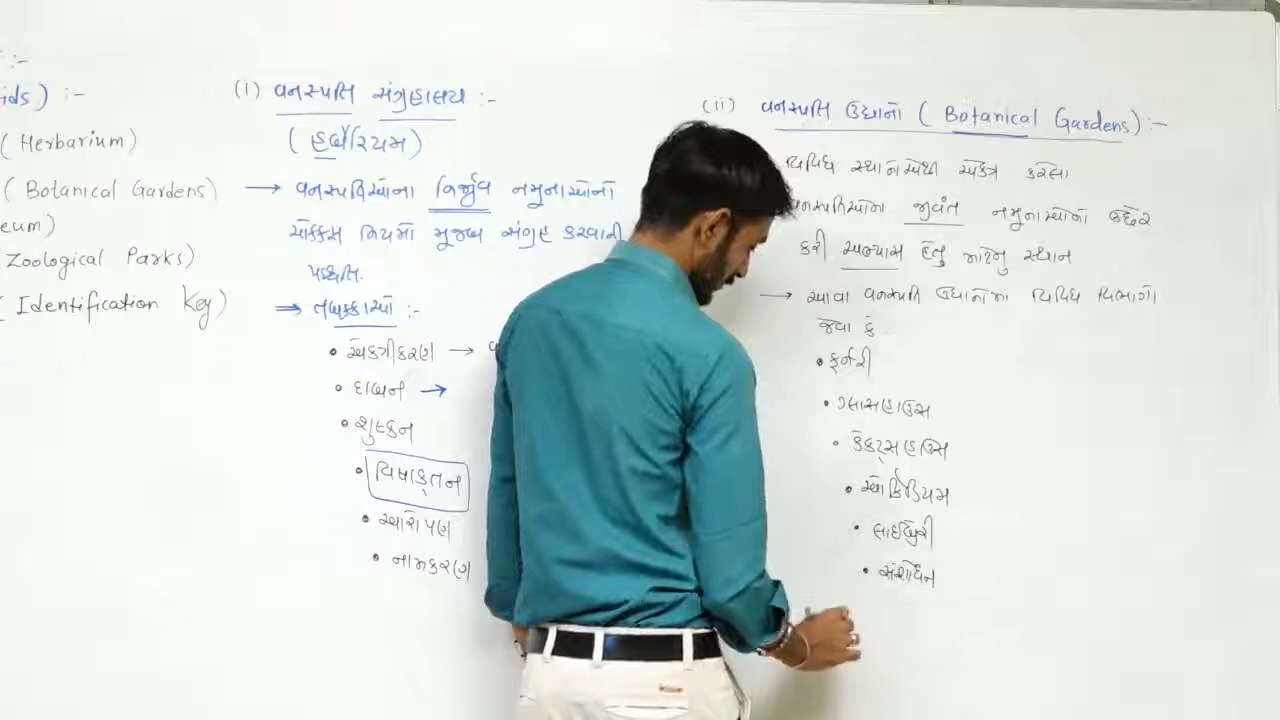 ids) :-
(Herbarium)
(Botanical Gardens)
eum)
Zoological Parks)
( Identification Key)
(i) વનસ્પતિ સંગ્રહાલય :-
(હર્બેરિયમ)
→ વનસ્પતિઓના નિર્જીવ નમૂનાઓનો
ચોક્કસ નિયમો મુજબ સંગ્રહ કરવાની
પધ્ધતિ.
⇒ તબક્કાઓ :-
• એકત્રીકરણ → વ
• દાબન →
• શુષ્કન
• વિષાક્તન
• આરોપણ
• નામકરણ
(ii) વનસ્પતિ ઉદ્યાનો ( Botanical Gardens) :-
વિવિધ સ્થાનોએથી એકત્ર કરેલા
વનસ્પતિઓના જીવંત નમૂનાઓનો ઉછેર
કરી અભ્યાસ હેતુ માટેનું સ્થાન
→ આવા વનસ્પતિ ઉદ્યાનોમાં વિવિધ વિભાગો
જેવા કે
• ફર્નરી
• ગ્લાસહાઉસ
• કેક્ટસહાઉસ
• ઓર્કિડિયમ
• લાઈબ્રેરી
• સંશોધન